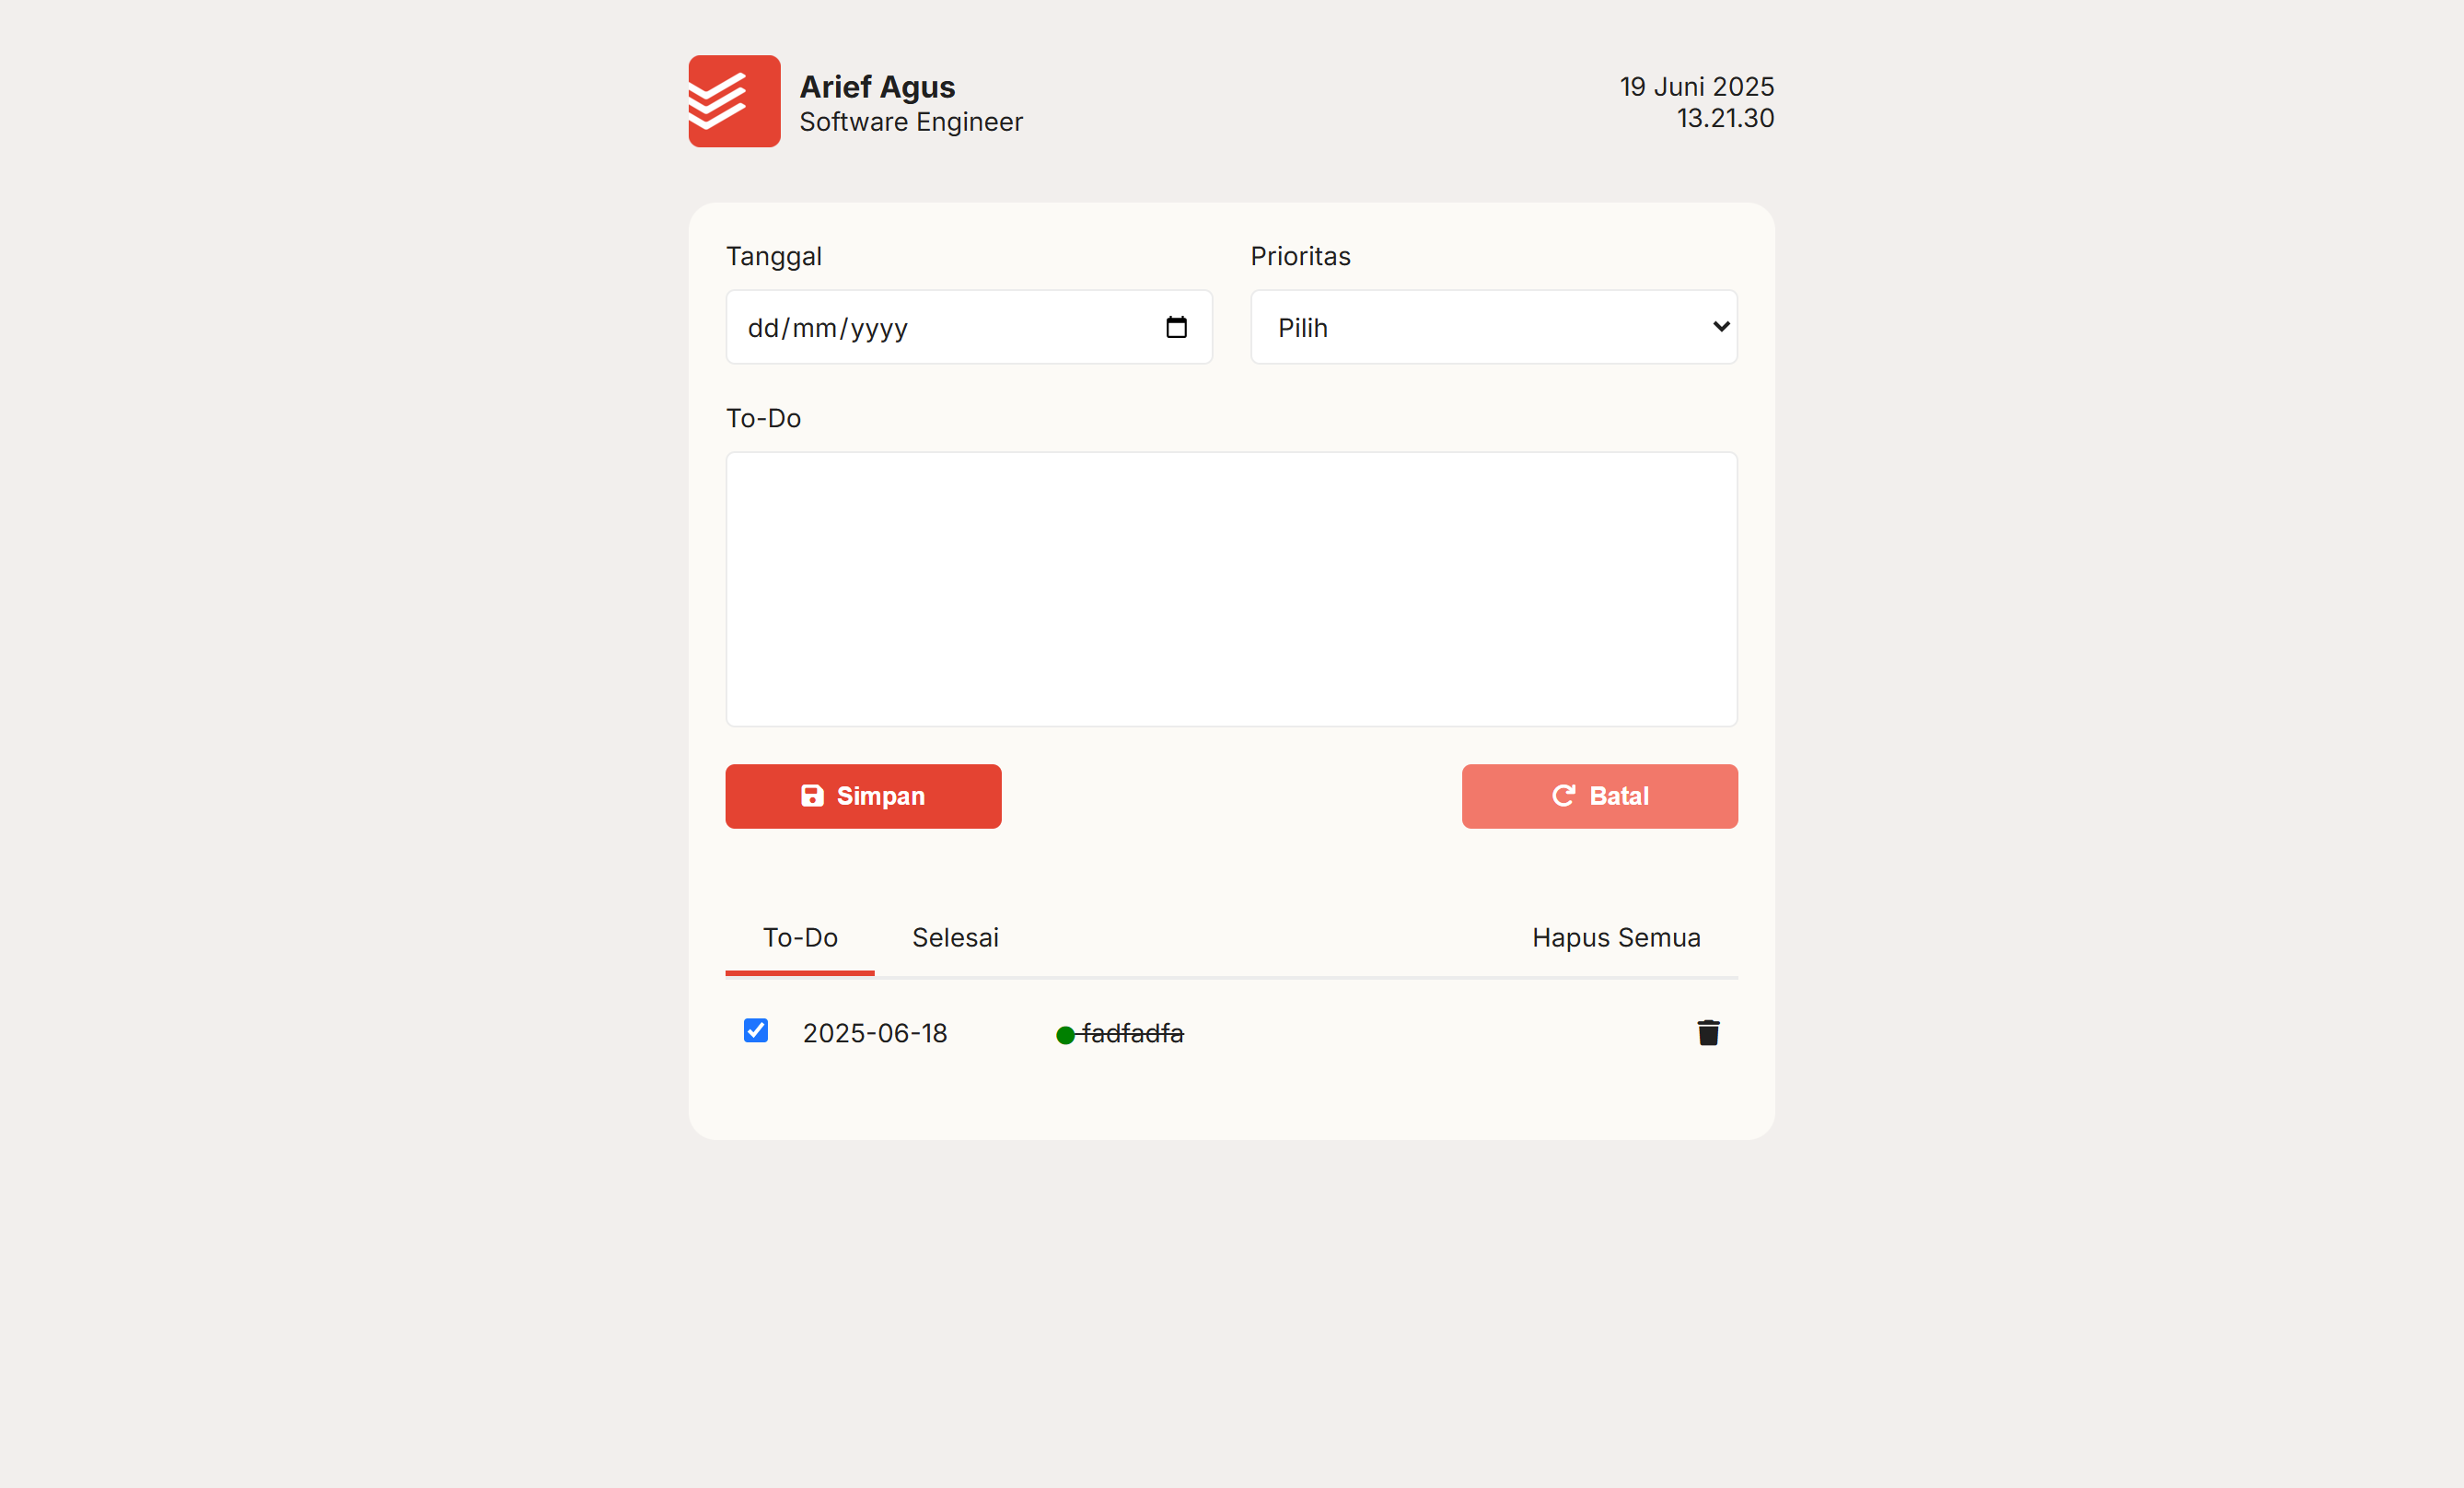 Arief Agus
Software Engineer
19 Juni 2025
13.21.30
Tanggal
Prioritas
dd/mm/yyyy
Pilih
To-Do
Simpan
Batal
To-Do
Selesai
Hapus Semua
2025-06-18
fadfadfa